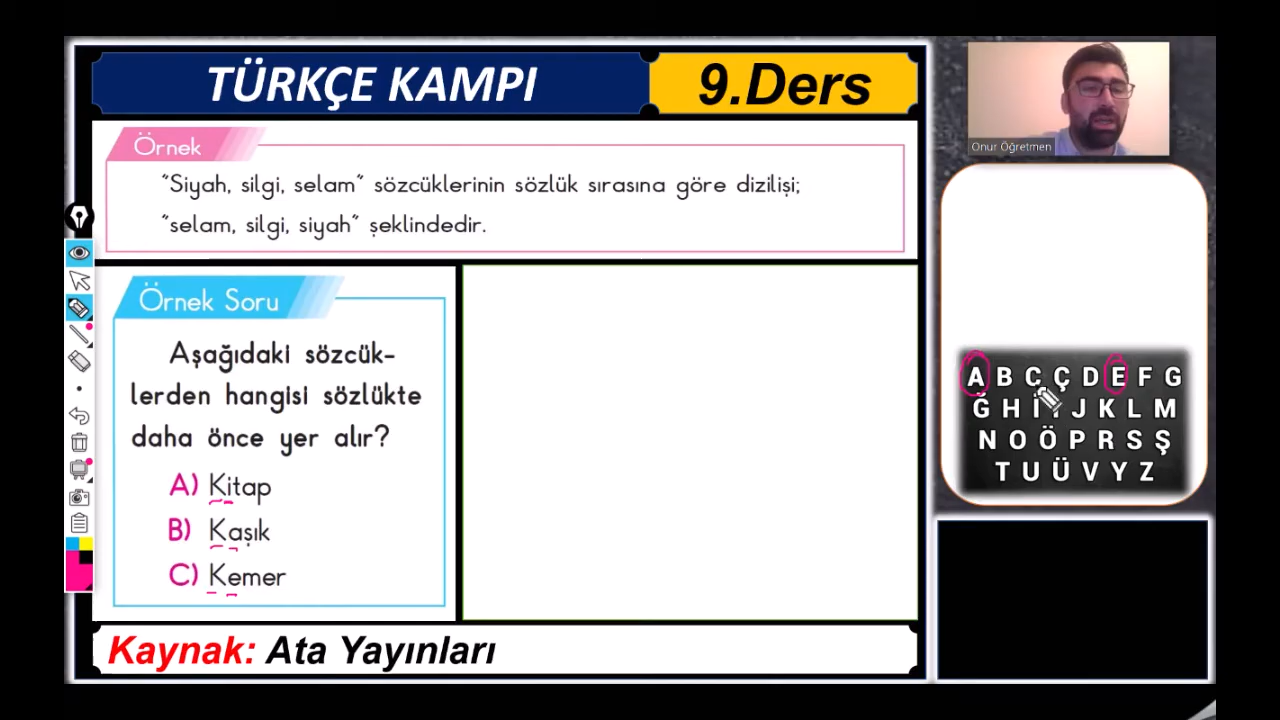 TÜRKÇE KAMPI
9.Ders
Örnek
"Siyah, silgi, selam" sözcüklerinin sözlük sırasına göre dizilişi;
"selam, silgi, siyah" şeklindedir.
Örnek Soru
Aşağıdaki sözcük-
lerden hangisi sözlükte
daha önce yer alır?
A) Kitap
B) Kaşık
C) Kemer
Kaynak: Ata Yayınları
Onur Öğretmen
A B C Ç D E F G
Ğ H İ J K L M
N O Ö P R S Ş
T U Ü V Y Z